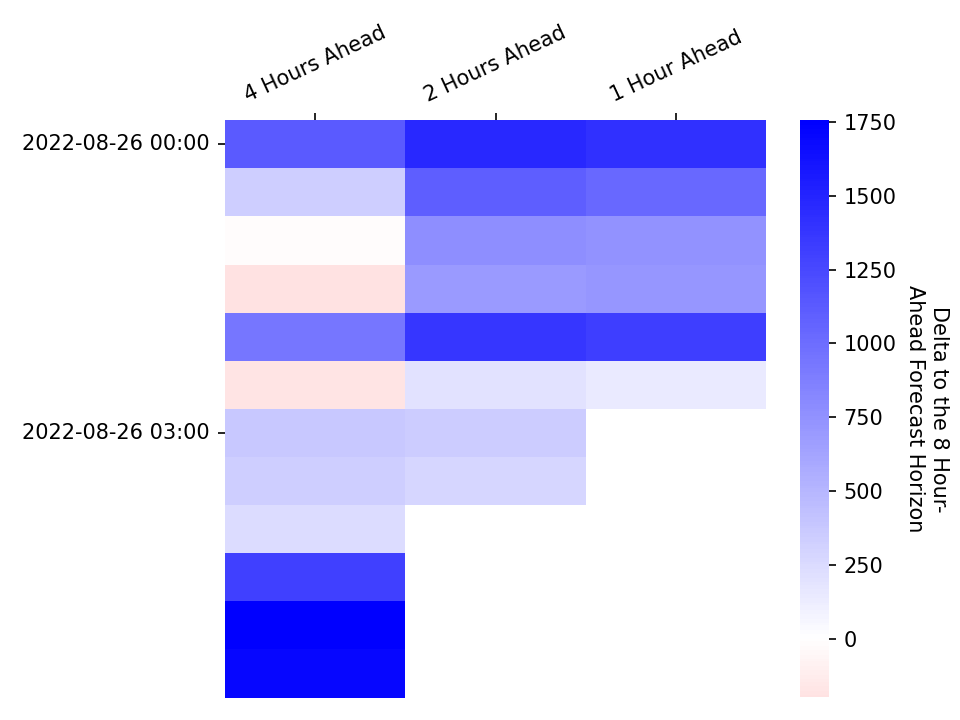 4 Hours Ahead
2 Hours Ahead
1 Hour Ahead
2022-08-26 00:00
2022-08-26 03:00
1750
1500
1250
1000
750
500
250
0
Delta to the 8 Hour-
Ahead Forecast Horizon